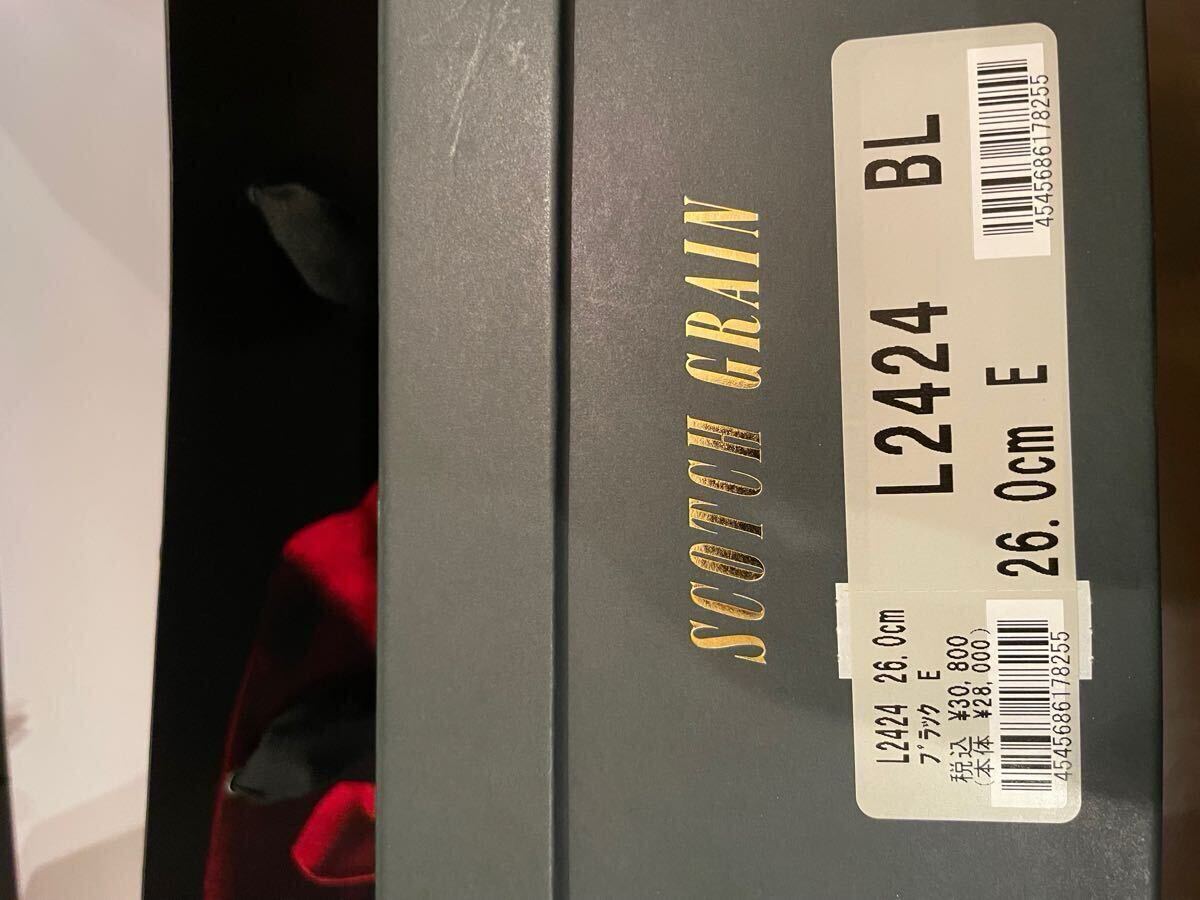 SCOTCH GRAIN
L2424 26.0cm
ブラック E
税込 ¥30,800
(本体 ¥28,000)
4545686178255
L2424 BL
26.0cm E
4545686178255